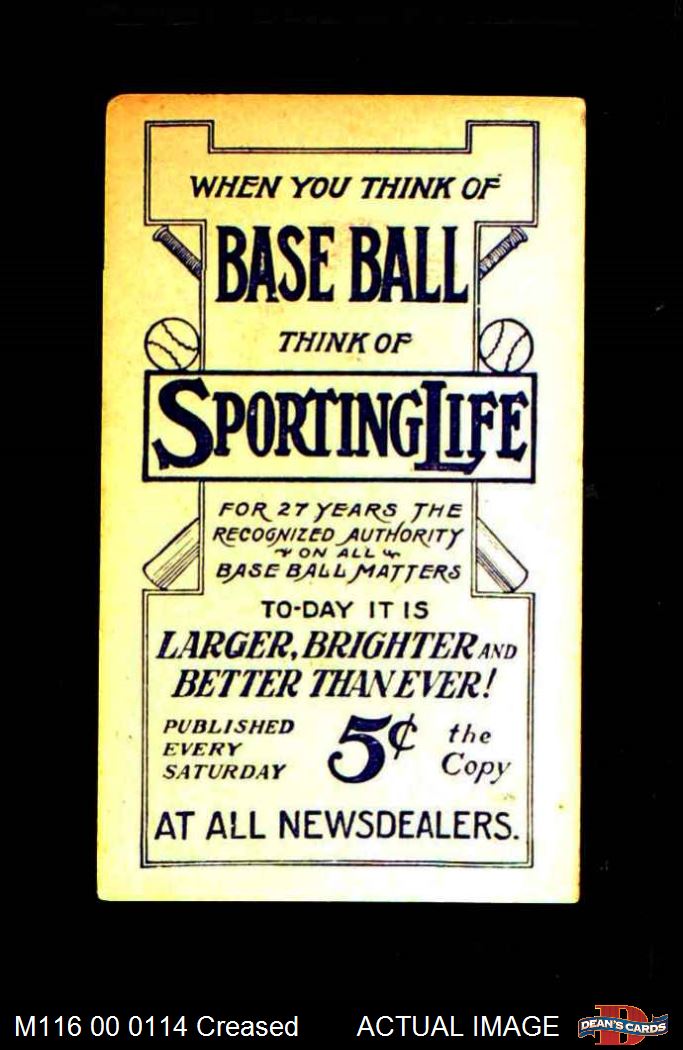 WHEN YOU THINK OF
BASE BALL
THINK OF
SPORTING LIFE
FOR 27 YEARS THE
RECOGNIZED AUTHORITY
ON ALL
BASE BALL MATTERS
TO-DAY IT IS
LARGER, BRIGHTER AND
BETTER THAN EVER!
PUBLISHED
EVERY
SATURDAY
5¢
the
Copy
AT ALL NEWSDEALERS.
M116 00 0114 Creased ACTUAL IMAGE
DEAN'S CARDS